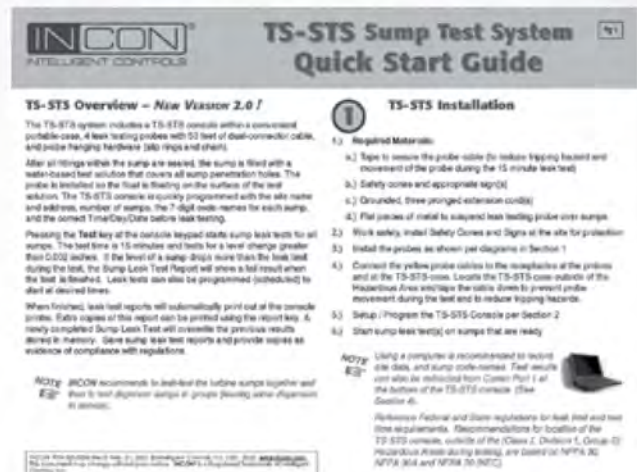 INCON®
INTELLIGENT CONTROLS
TS-STS Sump Test System
Quick Start Guide
TS-STS Overview – NEW VERSION 2.0 !
The TS-STS system includes a TS-STS console within a convenient
portable case, 4 leak testing probes with 53 feet of dual-connector cable,
and probe hanging hardware (slip rings and chain).
After all fittings within the sump are sealed, the sump is filled with a
water-based test solution that covers all sump penetration holes. The
probe is installed so the float is floating on the surface of the test
solution. The TS-STS console is quickly programmed with the site name
and address, number of sumps, the 7-digit code-names for each sump,
and the correct Time/Day/Date before leak testing.
Pressing the Test key at the console keypad starts sump leak tests for all
sumps. The test time is 15 minutes and tests for a level change greater
than 0.002 inches. If the level of a sump drops more than the leak limit
during the test, the Sump Leak Test Report will show a fail result when
the test is finished. Leak tests can also be programmed (scheduled) to
start at desired times.
When finished, leak test reports will automatically print out at the console
printer. Extra copies of this report can be printed using the report key. A
newly completed Sump Leak Test will overwrite the previous results
stored in memory. Save sump leak test reports and provide copies as
evidence of compliance with regulations.
NOTE INCON recommends to leak-test the turbine sumps together and
then to test dispenser sumps in groups (leaving some dispensers
in service).
1 TS-STS Installation
1.) Required Materials:
a.) Tape to secure the probe cable (to reduce tripping hazard and
movement of the probe during the 15 minute leak test)
b.) Safety cones and appropriate sign(s)
c.) Grounded, three pronged extension cord(s)
d.) Flat pieces of metal to suspend leak testing probe over sumps
2.) Work safely, install Safety Cones and Signs at the site for protection
3.) Install the probes as shown per diagrams in Section 1
4.) Connect the yellow probe cables to the receptacles at the probes
and at the TS-STS case. Locate the TS-STS case outside of the
Hazardous Area and tape the cable down to prevent probe
movement during the test and to reduce tripping hazards.
5.) Setup / Program the TS-STS Console per Section 2
6.) Start sump leak test(s) on sumps that are ready
NOTE Using a computer is recommended to record
site data, and sump code-names. Test results
can also be retrieved from Comm Port 1 at
the bottom of the TS-STS console. (See
Section 4).
Reference Federal and State regulations for leak limit and test
time requirements. Recommendations for location of the
TS-STS console, outside of the (Class 1, Division 1, Group D)
Hazardous Areas during testing, are based on NFPA 30,
NFPA 30A and NFPA 70 (NEC).